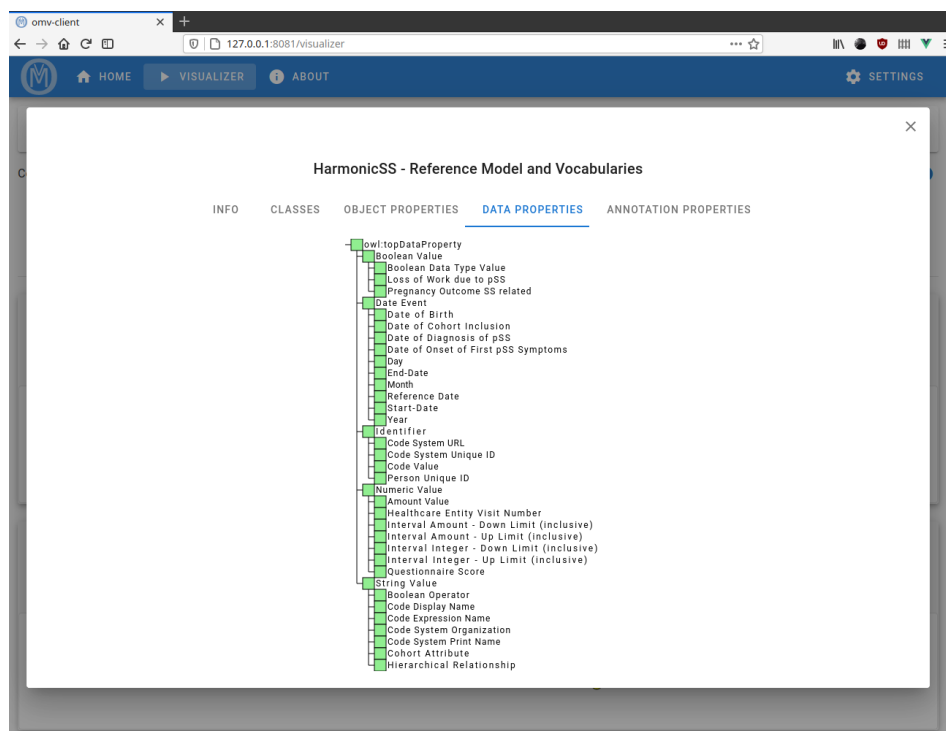 omv-client
127.0.0.1:8081/visualizer
HOME
VISUALIZER
ABOUT
SETTINGS
HarmonicSS - Reference Model and Vocabularies
INFO
CLASSES
OBJECT PROPERTIES
DATA PROPERTIES
ANNOTATION PROPERTIES
owl:topDataProperty
Boolean Value
Boolean Data Type Value
Loss of Work due to pSS
Pregnancy Outcome SS related
Date Event
Date of Birth
Date of Cohort Inclusion
Date of Diagnosis of pSS
Date of Onset of First pSS Symptoms
Day
End-Date
Month
Reference Date
Start-Date
Year
Identifier
Code System URL
Code System Unique ID
Code Value
Person Unique ID
Numeric Value
Amount Value
Healthcare Entity Visit Number
Interval Amount - Down Limit (inclusive)
Interval Amount - Up Limit (inclusive)
Interval Integer - Down Limit (inclusive)
Interval Integer - Up Limit (inclusive)
Questionnaire Score
String Value
Boolean Operator
Code Display Name
Code Expression Name
Code System Organization
Code System Print Name
Cohort Attribute
Hierarchical Relationship